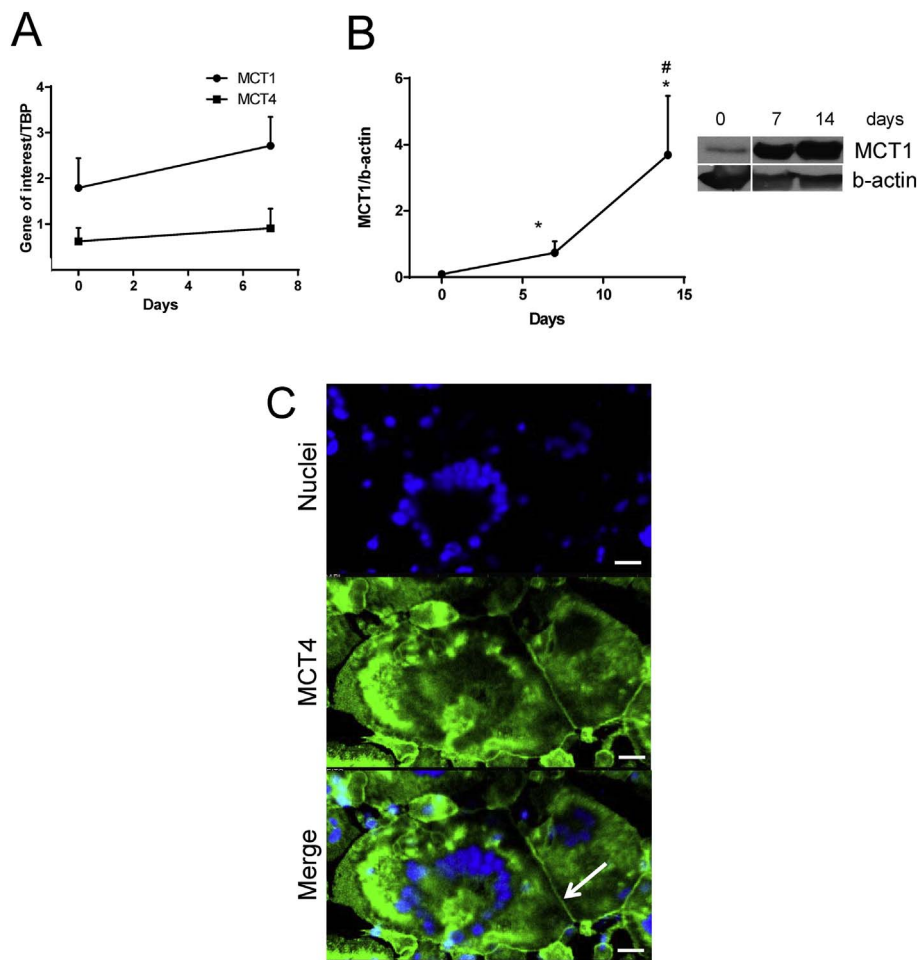 A
MCT1
MCT4
Gene of interest/TBP
4
3
2
1
0
2
4
6
8
Days
B
MCT1/b-actin
6
4
2
0
#
*
*
0
5
10
15
Days
0 7 14 days
MCT1
b-actin
C
Nuclei
MCT4
Merge